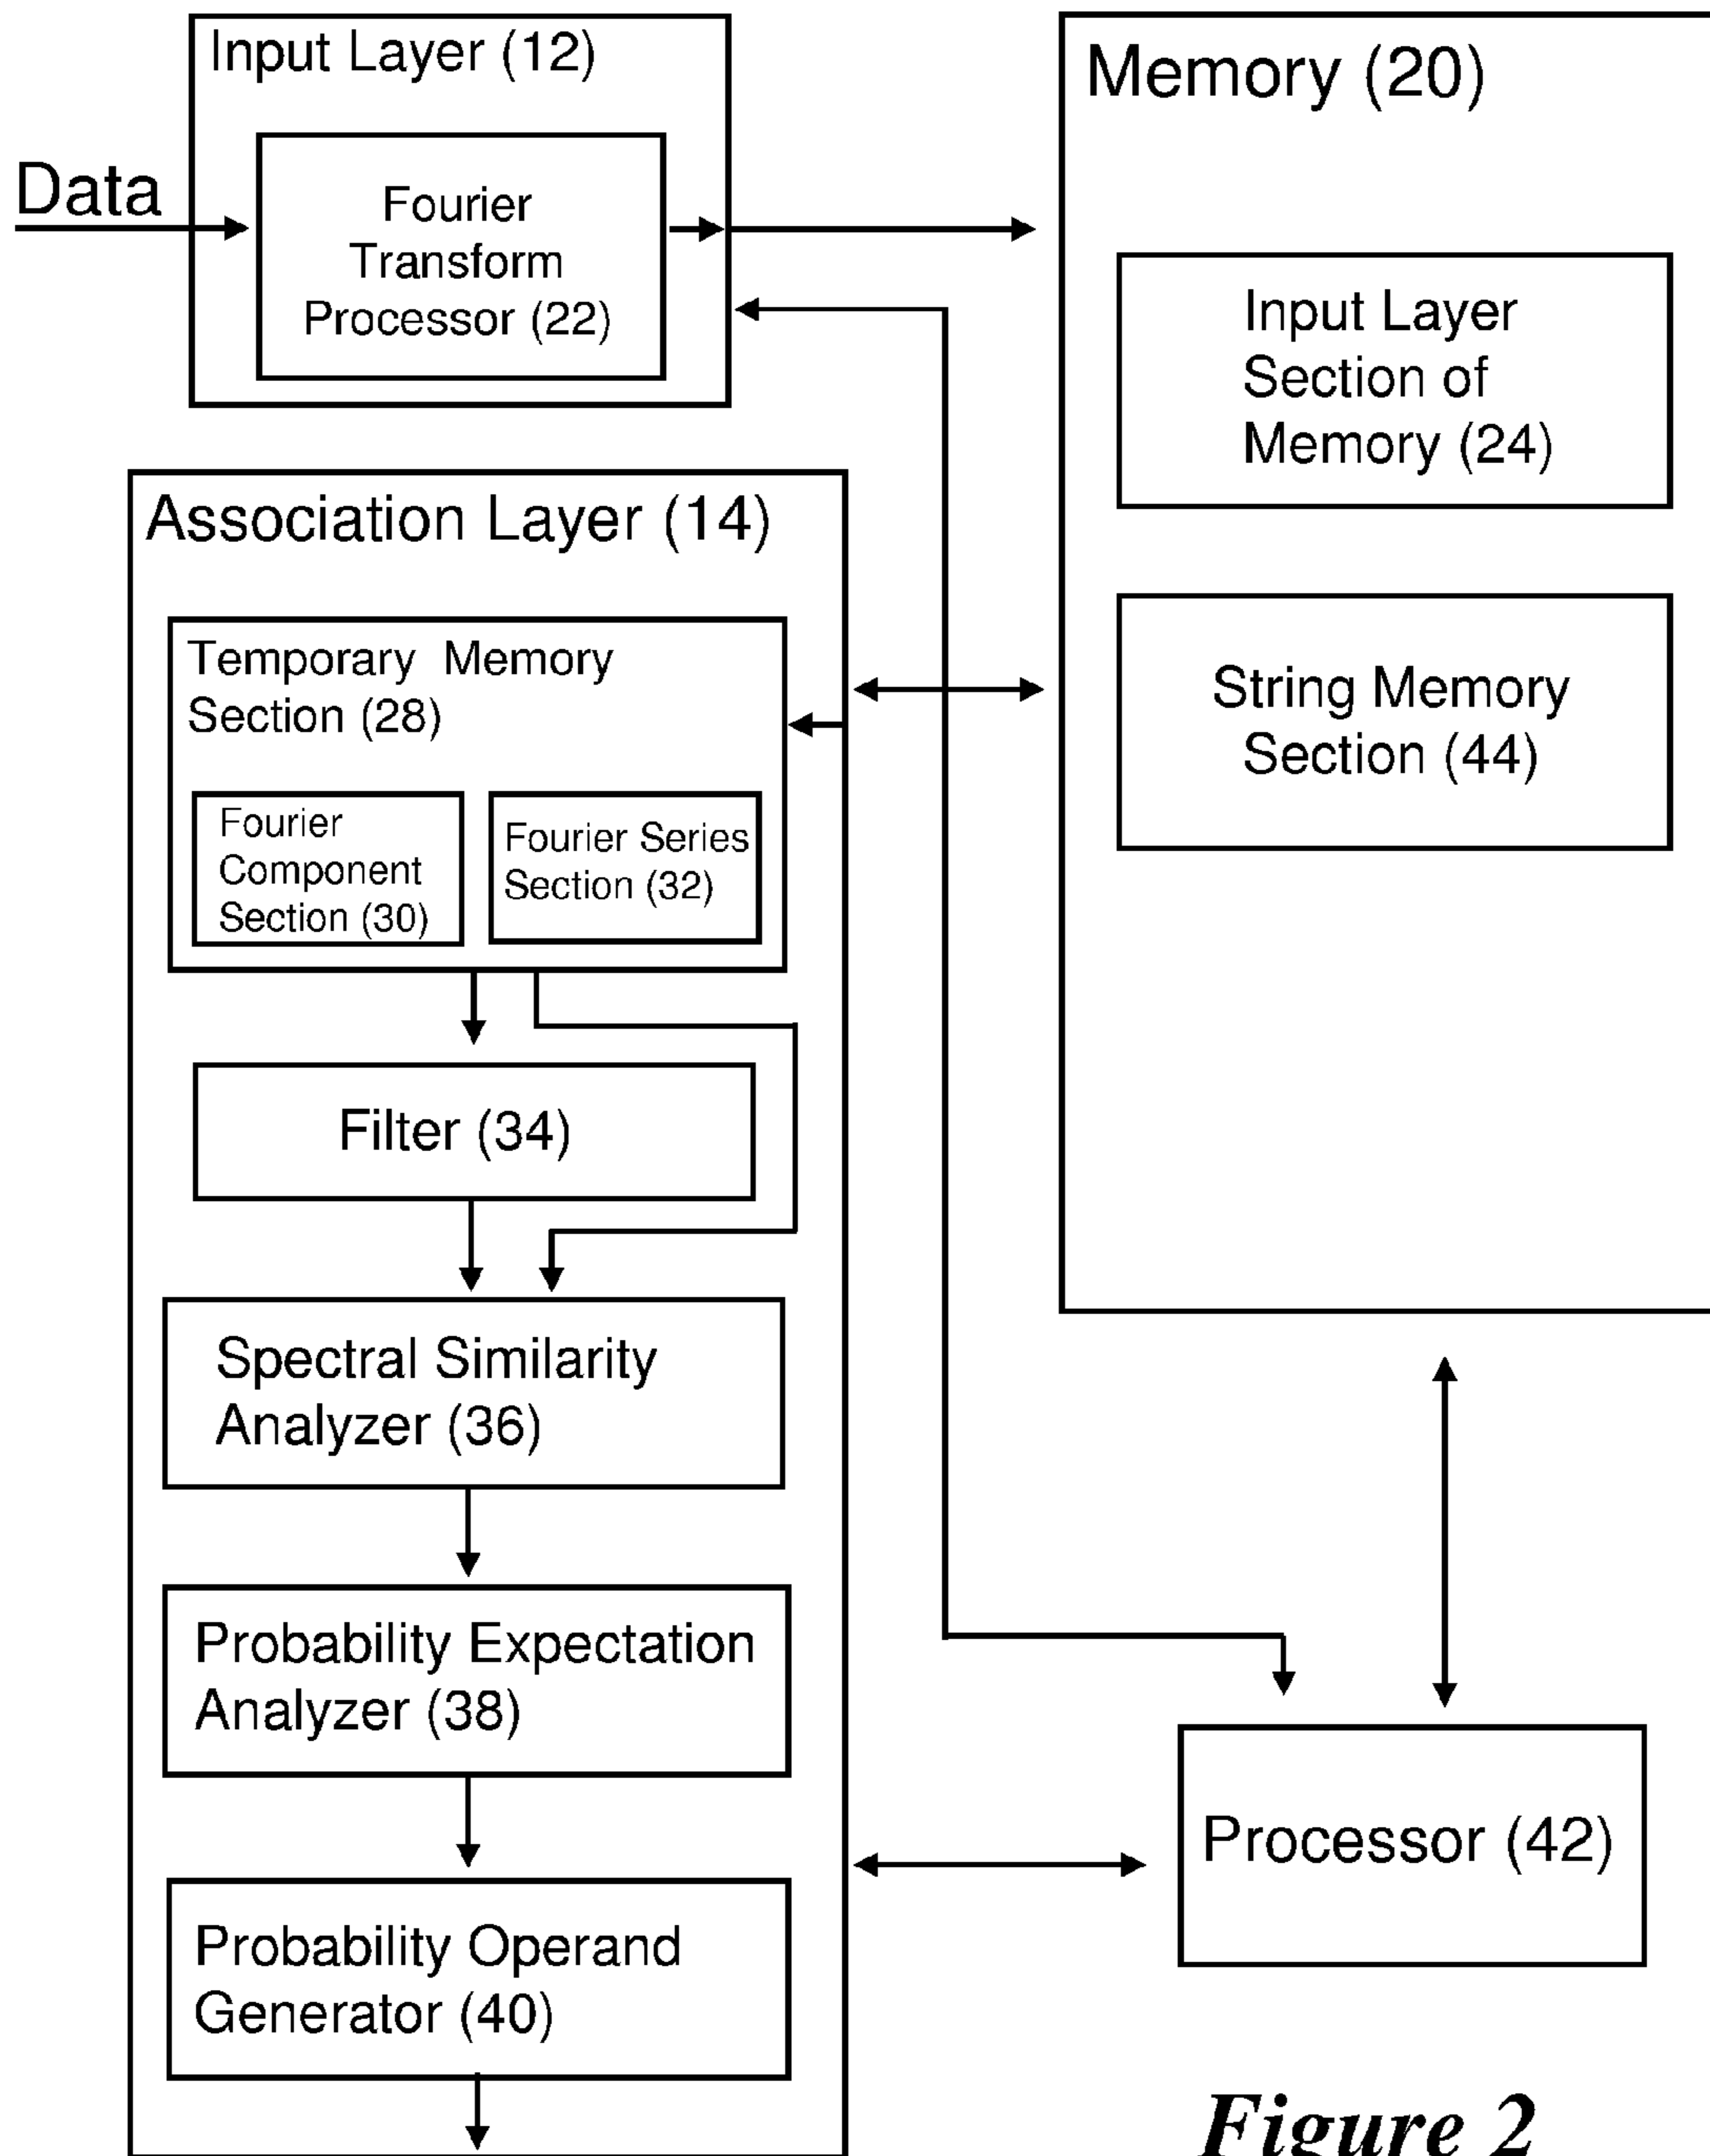 Input Layer (12)
Data
Fourier
Transform
Processor (22)
Memory (20)
Input Layer
Section of
Memory (24)
String Memory
Section (44)
Association Layer (14)
Temporary Memory
Section (28)
Fourier
Component
Section (30)
Fourier Series
Section (32)
Filter (34)
Spectral Similarity
Analyzer (36)
Probability Expectation
Analyzer (38)
Probability Operand
Generator (40)
Processor (42)
Figure 2